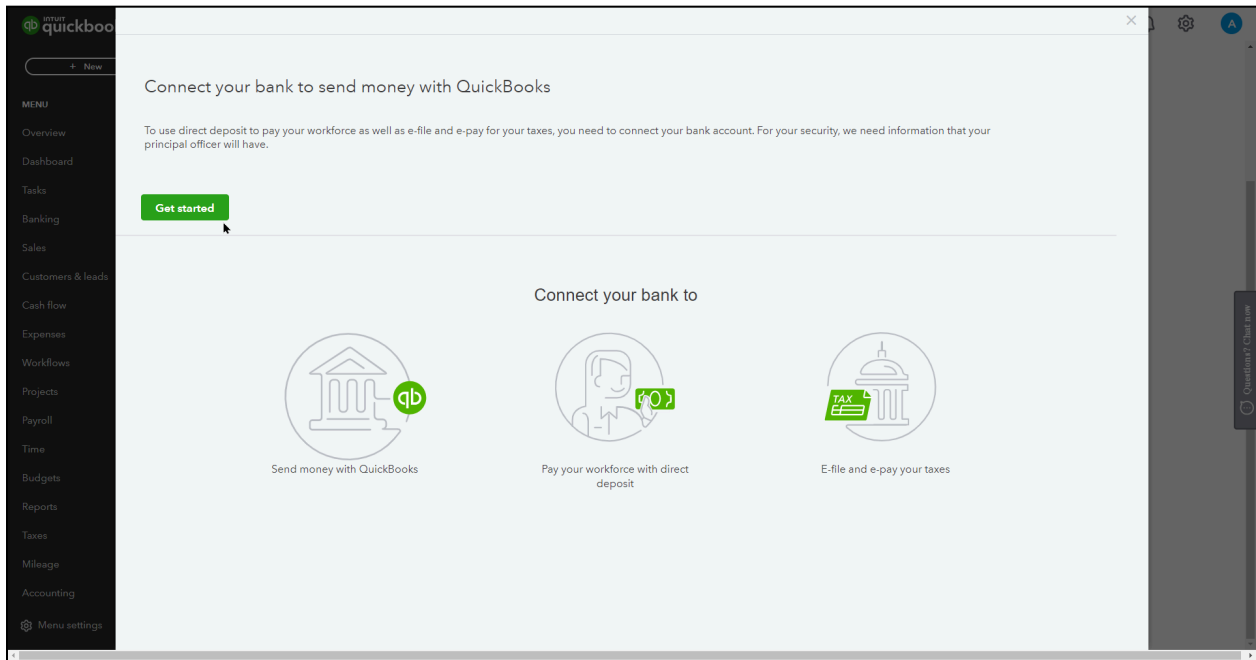 qb INTUIT
quickboo
+ New
MENU
Overview
Dashboard
Tasks
Banking
Sales
Customers & leads
Cash flow
Expenses
Workflows
Projects
Payroll
Time
Budgets
Reports
Taxes
Mileage
Accounting
Menu settings
A
Connect your bank to send money with QuickBooks
To use direct deposit to pay your workforce as well as e-file and e-pay for your taxes, you need to connect your bank account. For your security, we need information that your
principal officer will have.
Get started
Connect your bank to
qb
TAX
Send money with QuickBooks
Pay your workforce with direct
deposit
E-file and e-pay your taxes
Questions? Chat now